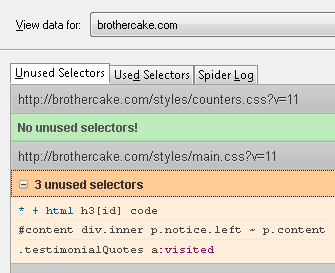 View data for:
brothercake.com
Unused Selectors
Used Selectors
Spider Log
http://brothercake.com/styles/counters.css?v=11
No unused selectors!
http://brothercake.com/styles/main.css?v=11
3 unused selectors
* + html h3[id] code
#content div.inner p.notice.left ~ p.content
.testimonialQuotes a:visited